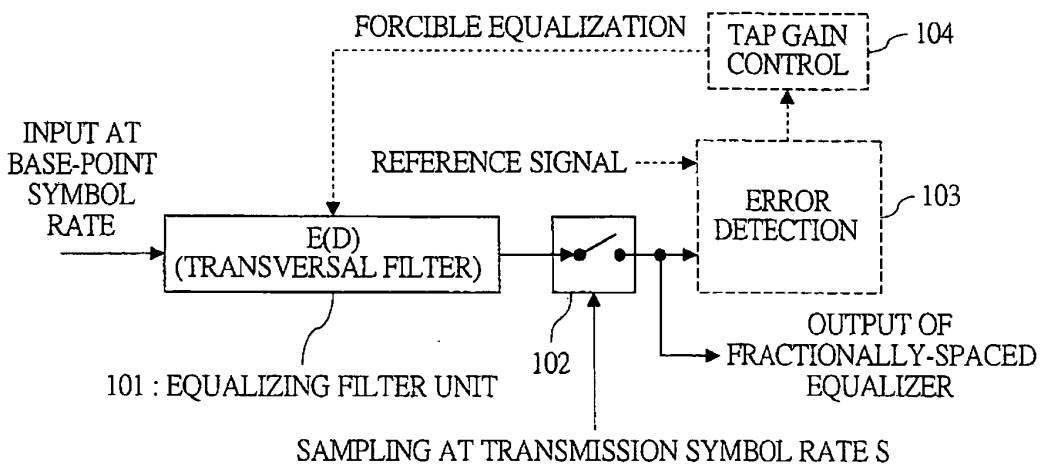 FORCIBLE EQUALIZATION
TAP GAIN
CONTROL
104
INPUT AT
BASE-POINT
SYMBOL
RATE
REFERENCE SIGNAL
ERROR
DETECTION
103
E(D)
(TRANSVERSAL FILTER)
102
101 : EQUALIZING FILTER UNIT
OUTPUT OF
FRACTIONALLY-SPACED
EQUALIZER
SAMPLING AT TRANSMISSION SYMBOL RATE S